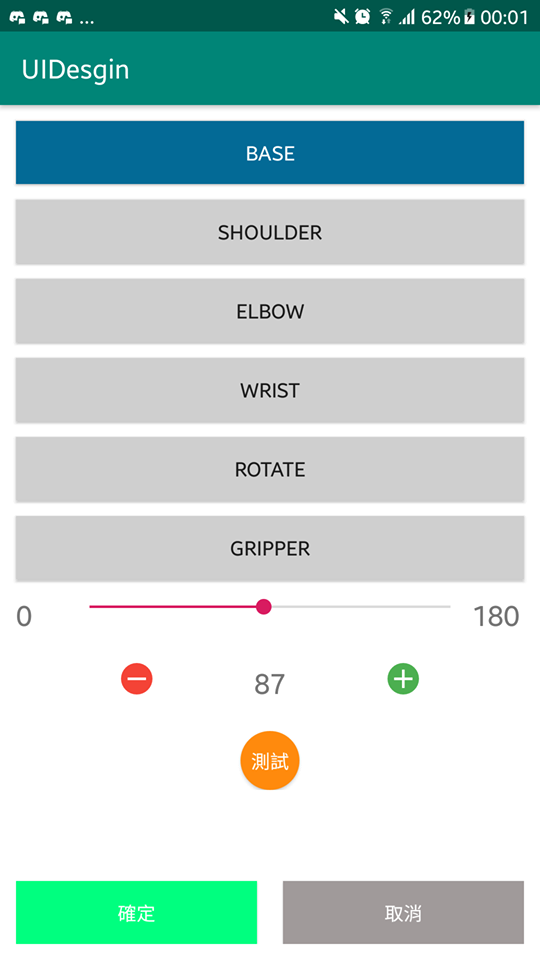 ... 62% 00:01
UIDesgin
BASE
SHOULDER
ELBOW
WRIST
ROTATE
GRIPPER
0 180
87
測試
確定 取消